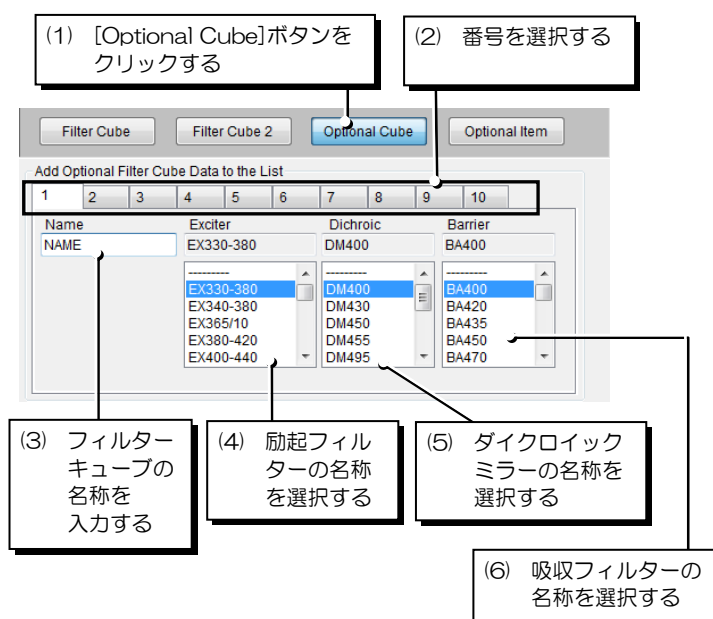 (1) [Optional Cube]ボタンを
クリックする
(2) 番号を選択する
Filter Cube
Filter Cube 2
Optional Cube
Optional Item
Add Optional Filter Cube Data to the List
1 2 3 4 5 6 7 8 9 10
Name Exciter Dichroic Barrier
NAME EX330-380 DM400 BA400
--------- --------- ---------
EX330-380 DM400 BA400
EX340-380 DM430 BA420
EX365/10 DM450 BA435
EX380-420 DM455 BA450
EX400-440 DM495 BA470
(3) フィルター
キューブの
名称を
入力する
(4) 励起フィル
ターの名称
を選択する
(5) ダイクロイック
ミラーの名称を
選択する
(6) 吸収フィルターの
名称を選択する